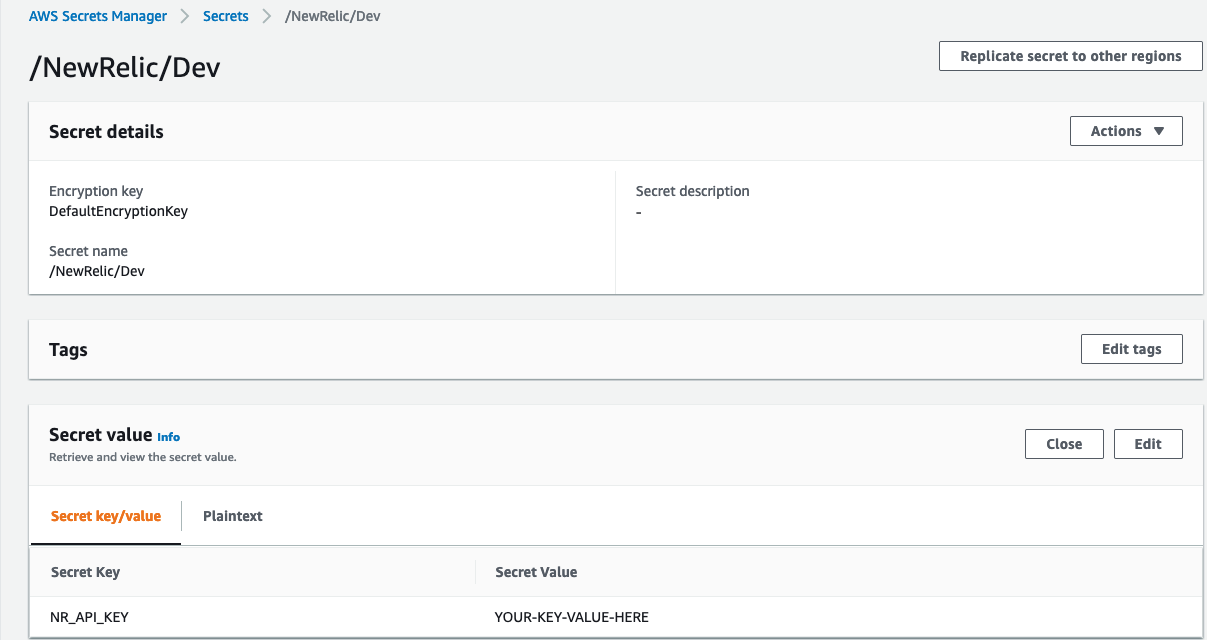 AWS Secrets Manager > Secrets > /NewRelic/Dev
/NewRelic/Dev
Replicate secret to other regions
Secret details
Actions ▼
Encryption key
DefaultEncryptionKey
Secret name
/NewRelic/Dev
Secret description
-
Tags
Edit tags
Secret value Info
Retrieve and view the secret value.
Close
Edit
Secret key/value
Plaintext
Secret Key
Secret Value
NR_API_KEY
YOUR-KEY-VALUE-HERE